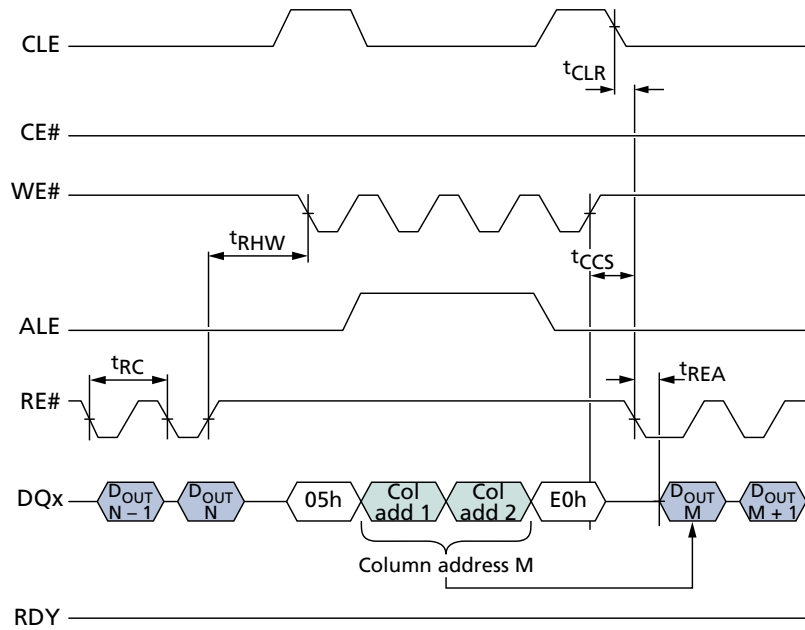 CLE
tCLR
CE#
WE#
tRHW
tCCS
ALE
tRC
tREA
RE#
DQx
DOUT
N – 1
DOUT
N
05h
Col
add 1
Col
add 2
E0h
DOUT
M
DOUT
M + 1
Column address M
RDY